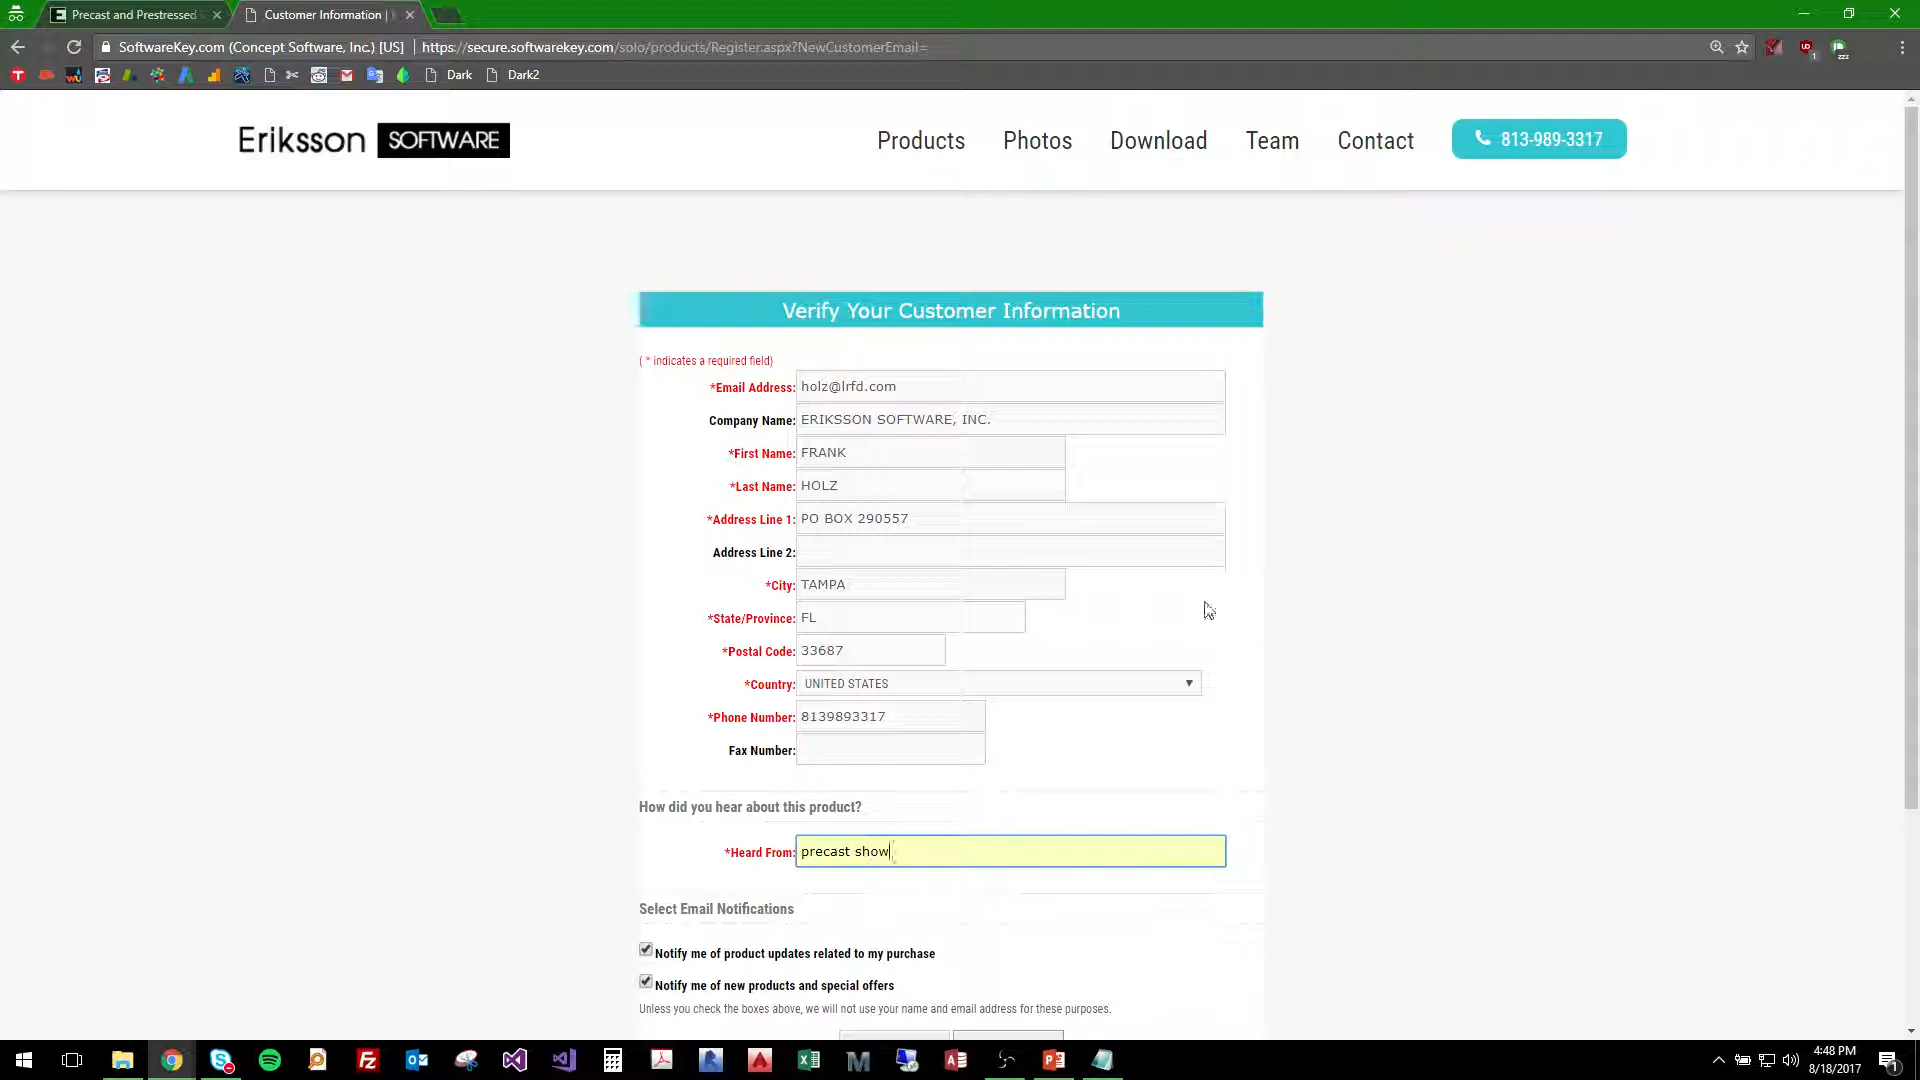 Precast and Prestressed
Customer Information |
SoftwareKey.com (Concept Software, Inc.) [US] https://secure.softwarekey.com/solo/products/Register.aspx?NewCustomerEmail=
Dark Dark2
Eriksson SOFTWARE
Products Photos Download Team Contact 813-989-3317
Verify Your Customer Information
( * indicates a required field)
*Email Address: holz@lrfd.com
Company Name: ERIKSSON SOFTWARE, INC.
*First Name: FRANK
*Last Name: HOLZ
*Address Line 1: PO BOX 290557
Address Line 2:
*City: TAMPA
*State/Province: FL
*Postal Code: 33687
*Country: UNITED STATES
*Phone Number: 8139893317
Fax Number:
How did you hear about this product?
*Heard From: precast show
Select Email Notifications
Notify me of product updates related to my purchase
Notify me of new products and special offers
Unless you check the boxes above, we will not use your name and email address for these purposes.
4:48 PM
8/18/2017